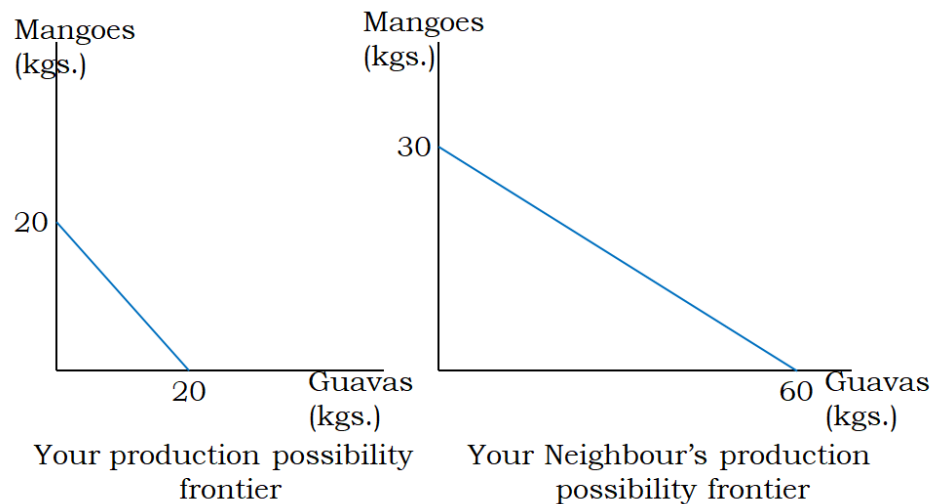 Mangoes
(kgs.)
20
20
Guavas
(kgs.)
Your production possibility
frontier
Mangoes
(kgs.)
30
60
Guavas
(kgs.)
Your Neighbour’s production
possibility frontier